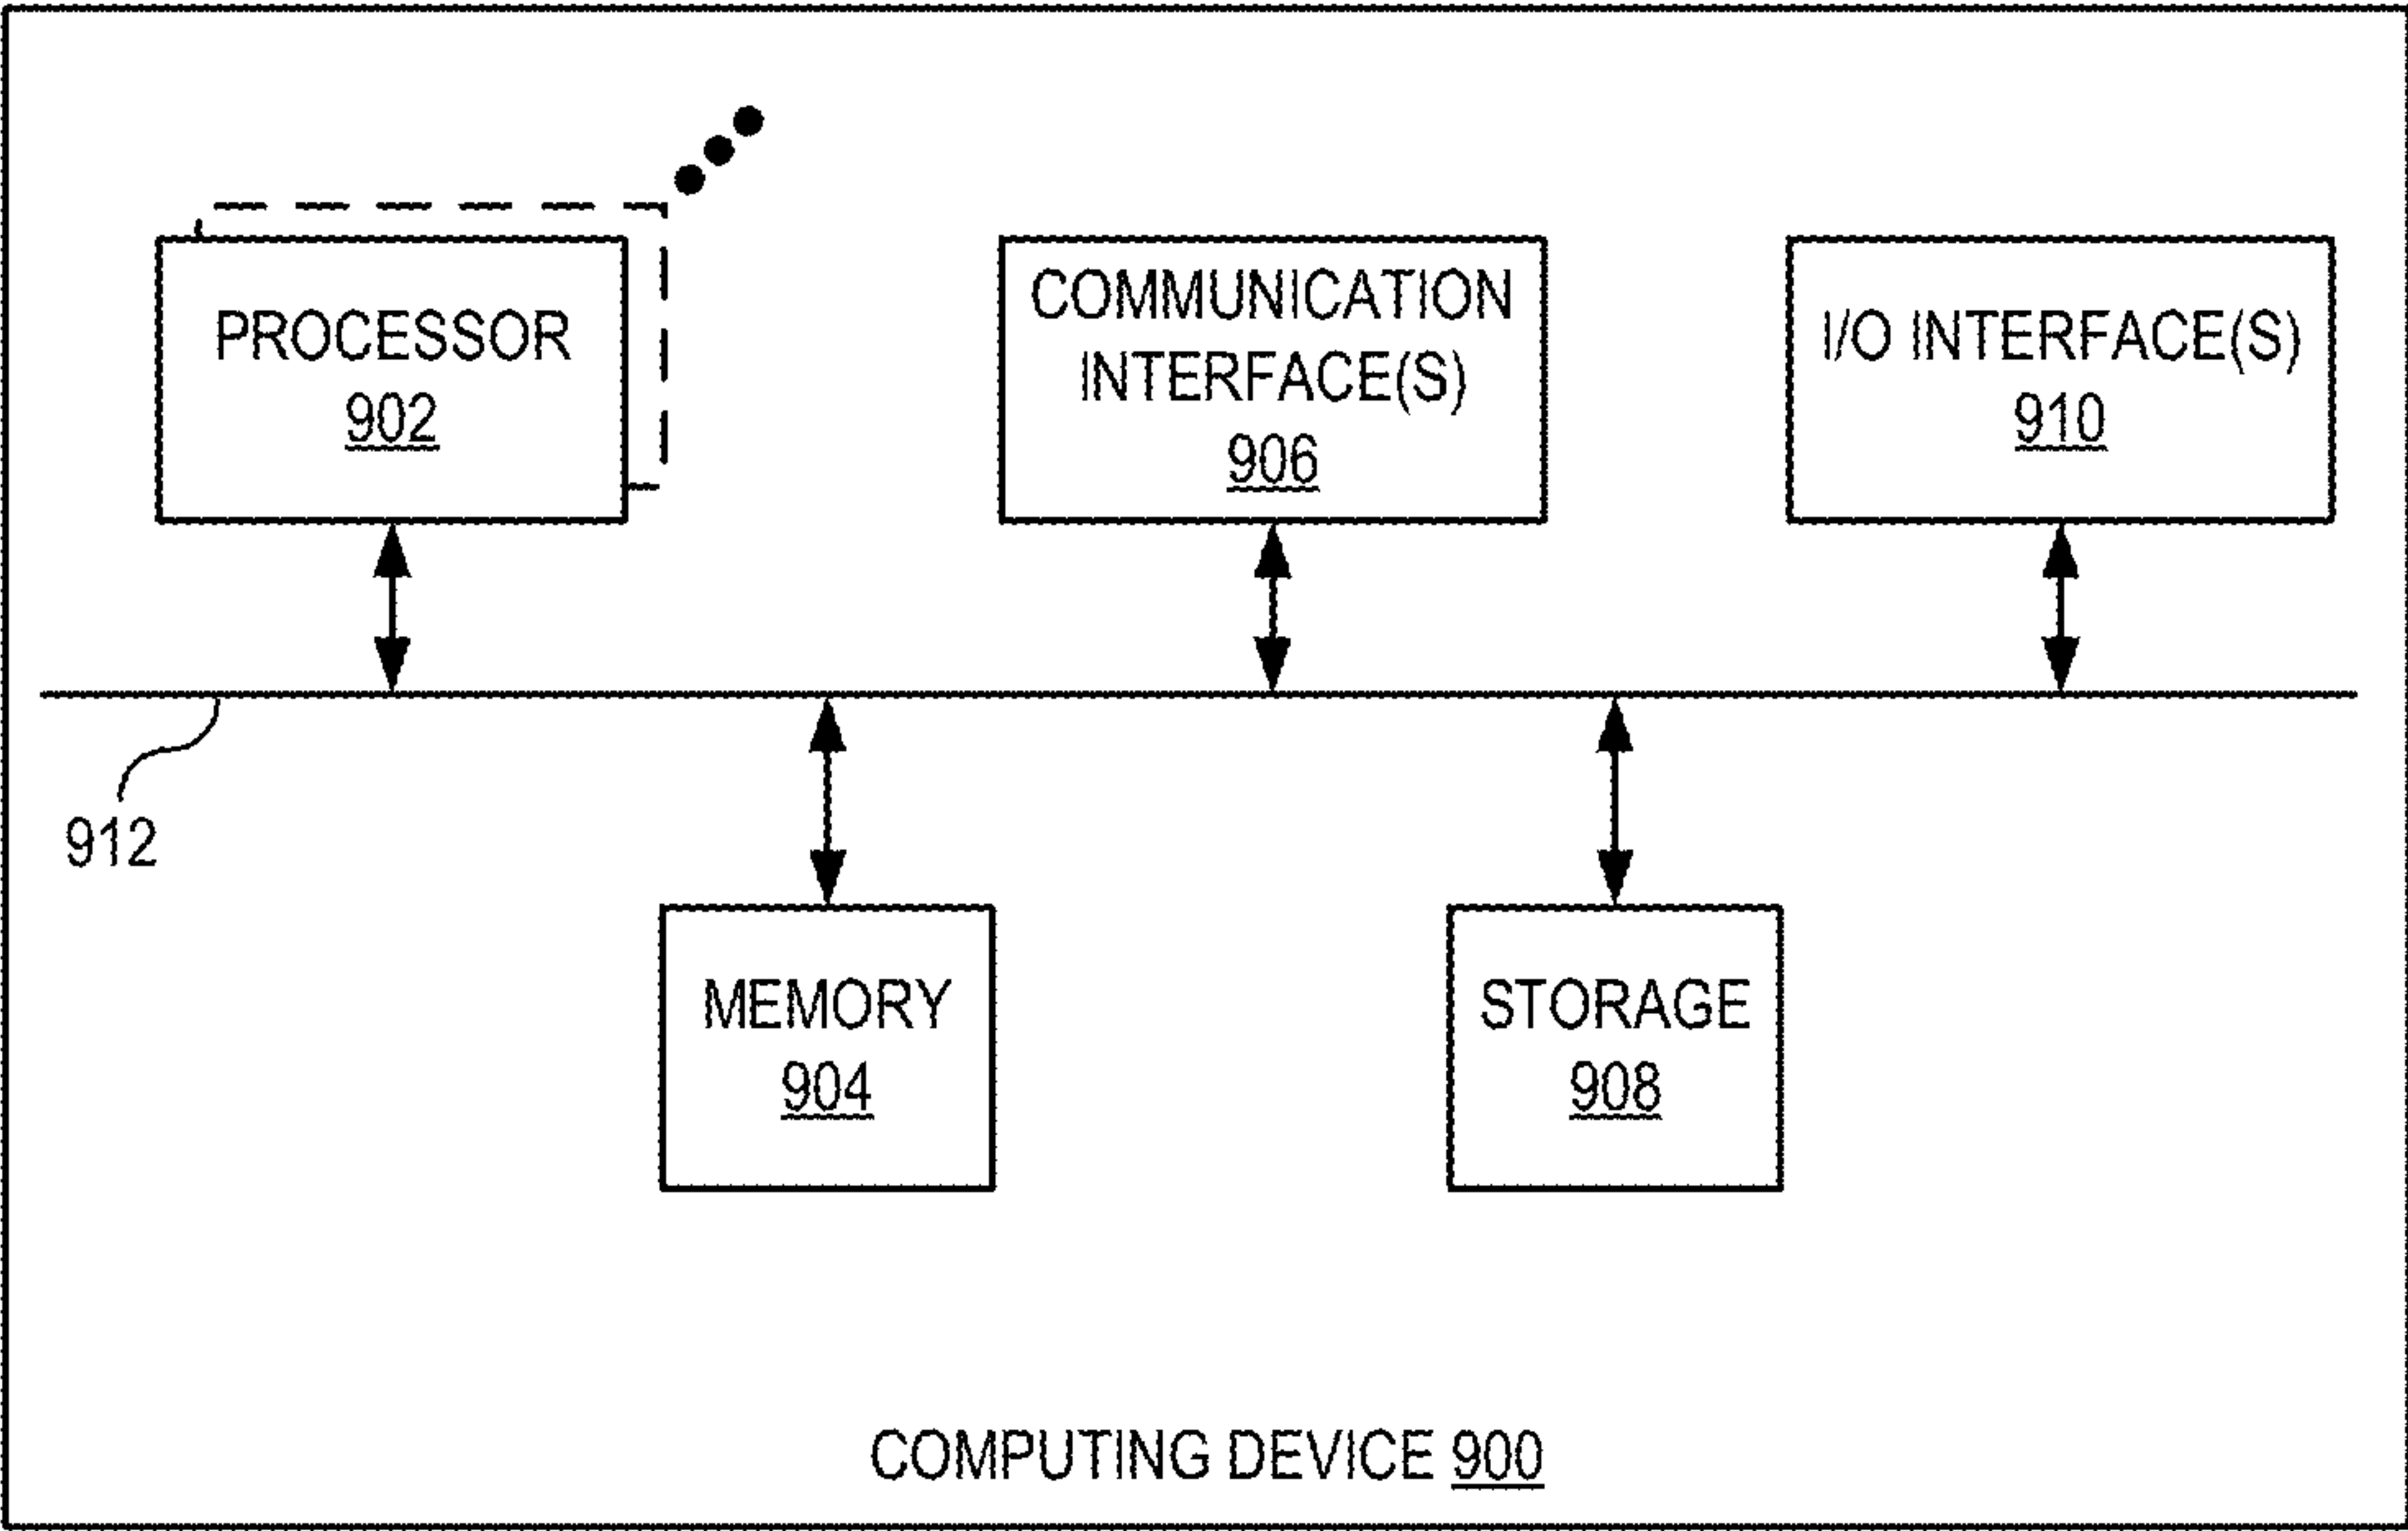 PROCESSOR
902
COMMUNICATION
INTERFACE(S)
906
I/O INTERFACE(S)
910
912
MEMORY
904
STORAGE
908
COMPUTING DEVICE 900